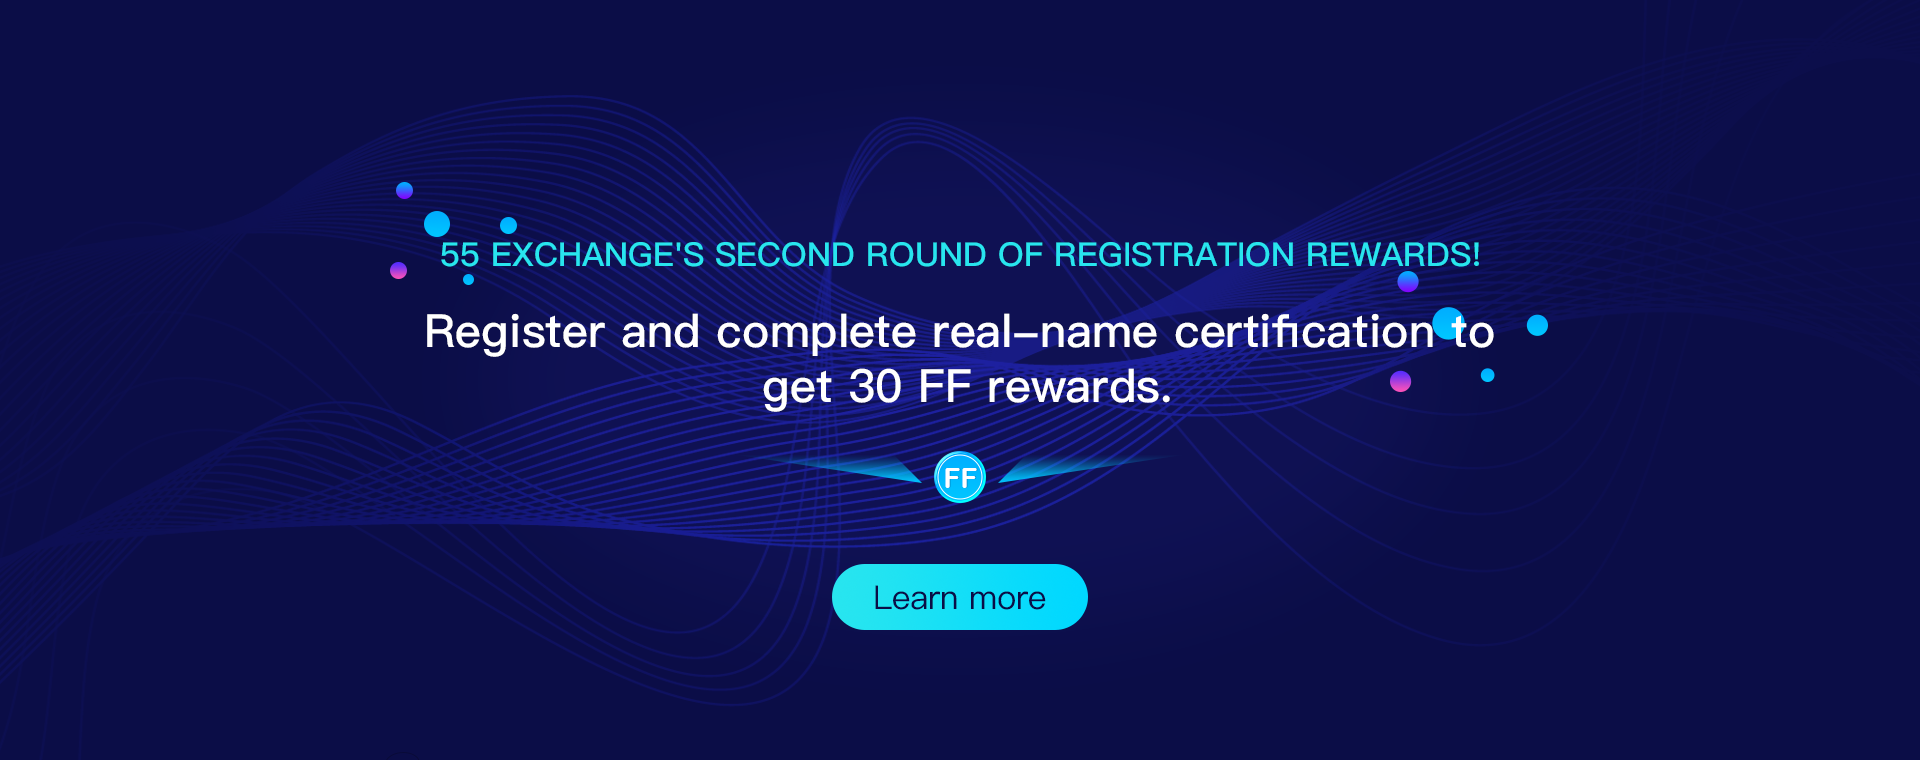 55 EXCHANGE'S SECOND ROUND OF REGISTRATION REWARDS!
Register and complete real-name certification to
get 30 FF rewards.
FF
Learn more